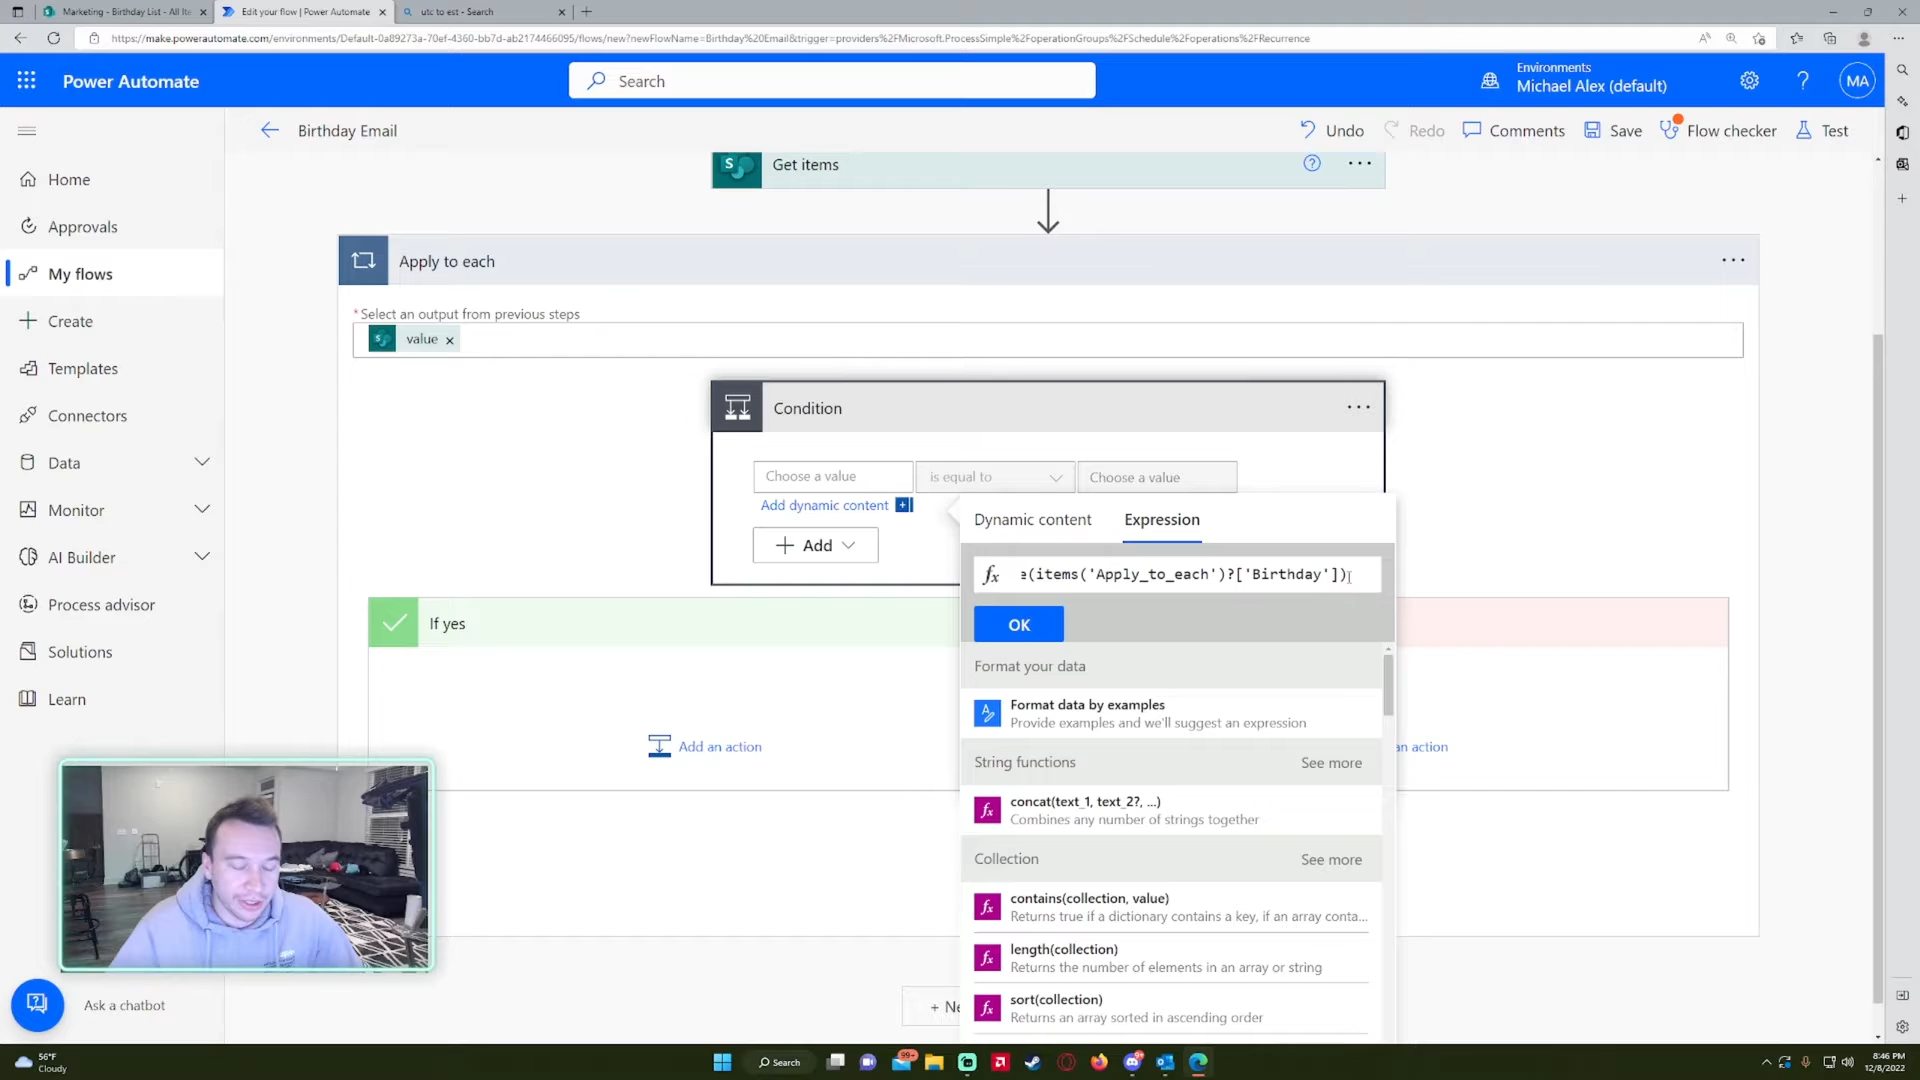 Marketing - Birthday List - All Ite
Edit your flow | Power Automate
utc to est - Search
https://make.powerautomate.com/environments/Default-0a89273a-70ef-4360-bb7d-ab2174466095/flows/new?newFlowName=Birthday%20Email&trigger=providers%2FMicrosoft.ProcessSimple%2FoperationGroups%2FSchedule%2Foperations%2FRecurrence
Power Automate
Search
Environments
Michael Alex (default)
MA
Birthday Email
Undo
Redo
Comments
Save
Flow checker
Test
Home
Approvals
My flows
Create
Templates
Connectors
Data
Monitor
AI Builder
Process advisor
Solutions
Learn
Ask a chatbot
Get items
Apply to each
*Select an output from previous steps
value
Condition
Choose a value
is equal to
Choose a value
Add dynamic content
Add
If yes
Add an action
an action
+ Ne
Dynamic content
Expression
fx e(items('Apply_to_each')?['Birthday'])
OK
Format your data
Format data by examples
Provide examples and we'll suggest an expression
String functions
See more
concat(text_1, text_2?, ...)
Combines any number of strings together
Collection
See more
contains(collection, value)
Returns true if a dictionary contains a key, if an array conta...
length(collection)
Returns the number of elements in an array or string
sort(collection)
Returns an array sorted in ascending order
56°F
Cloudy
Search
99+
8:46 PM
12/8/2022